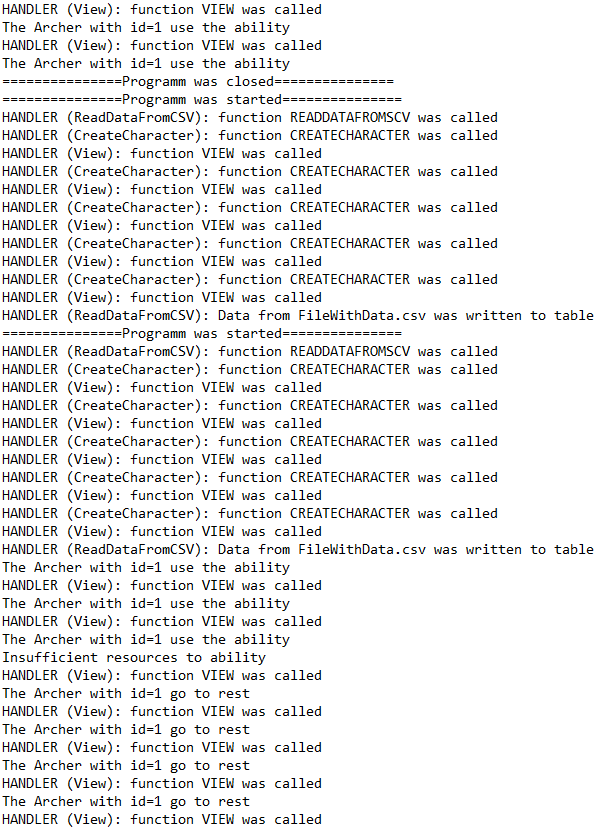 HANDLER (View): function VIEW was called
The Archer with id=1 use the ability
HANDLER (View): function VIEW was called
The Archer with id=1 use the ability
===============Programm was closed===============
===============Programm was started===============
HANDLER (ReadDataFromCSV): function READDATAFROMSCV was called
HANDLER (CreateCharacter): function CREATECHARACTER was called
HANDLER (View): function VIEW was called
HANDLER (CreateCharacter): function CREATECHARACTER was called
HANDLER (View): function VIEW was called
HANDLER (CreateCharacter): function CREATECHARACTER was called
HANDLER (View): function VIEW was called
HANDLER (CreateCharacter): function CREATECHARACTER was called
HANDLER (View): function VIEW was called
HANDLER (CreateCharacter): function CREATECHARACTER was called
HANDLER (View): function VIEW was called
HANDLER (ReadDataFromCSV): Data from FileWithData.csv was written to table
===============Programm was started===============
HANDLER (ReadDataFromCSV): function READDATAFROMSCV was called
HANDLER (CreateCharacter): function CREATECHARACTER was called
HANDLER (View): function VIEW was called
HANDLER (CreateCharacter): function CREATECHARACTER was called
HANDLER (View): function VIEW was called
HANDLER (CreateCharacter): function CREATECHARACTER was called
HANDLER (View): function VIEW was called
HANDLER (CreateCharacter): function CREATECHARACTER was called
HANDLER (View): function VIEW was called
HANDLER (CreateCharacter): function CREATECHARACTER was called
HANDLER (View): function VIEW was called
HANDLER (ReadDataFromCSV): Data from FileWithData.csv was written to table
The Archer with id=1 use the ability
HANDLER (View): function VIEW was called
The Archer with id=1 use the ability
HANDLER (View): function VIEW was called
The Archer with id=1 use the ability
Insufficient resources to ability
HANDLER (View): function VIEW was called
The Archer with id=1 go to rest
HANDLER (View): function VIEW was called
The Archer with id=1 go to rest
HANDLER (View): function VIEW was called
The Archer with id=1 go to rest
HANDLER (View): function VIEW was called
The Archer with id=1 go to rest
HANDLER (View): function VIEW was called